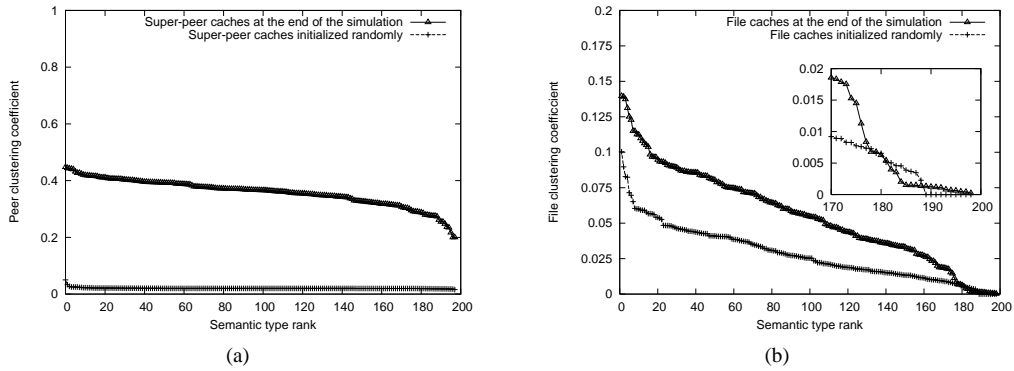 Super-peer caches at the end of the simulation
Super-peer caches initialized randomly
1
0.8
0.6
0.4
0.2
0
Peer clustering coefficient
0 20 40 60 80 100 120 140 160 180 200
Semantic type rank
(a)
File caches at the end of the simulation
File caches initialized randomly
0.2
0.175
0.15
0.125
0.1
0.075
0.05
0.025
0
File clustering coeffiiccient
0 20 40 60 80 100 120 140 160 180 200
Semantic type rank
0.02
0.015
0.01
0.005
0
170 180 190 200
(b)